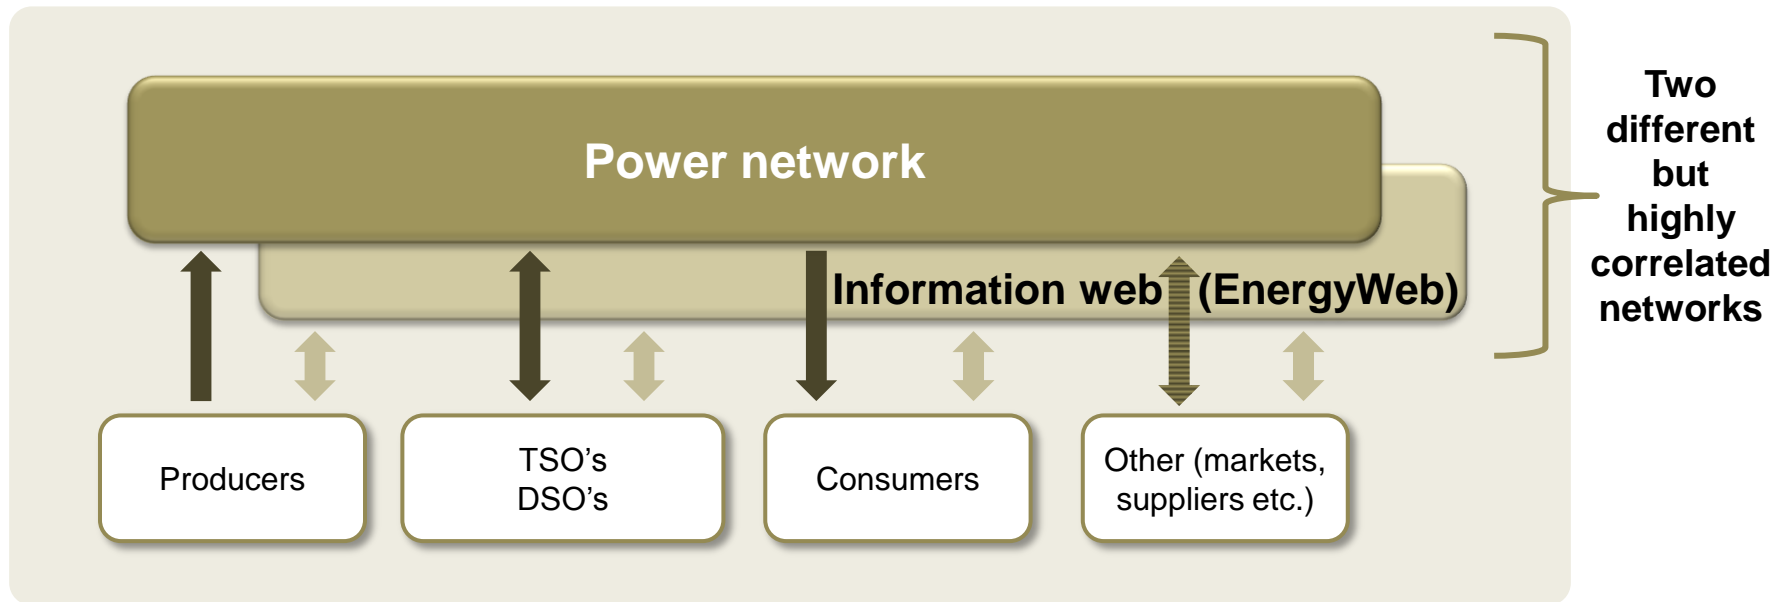 Power network
Information web (EnergyWeb)
Two
different
but
highly
correlated
networks
Producers
TSO’s
DSO’s
Consumers
Other (markets,
suppliers etc.)